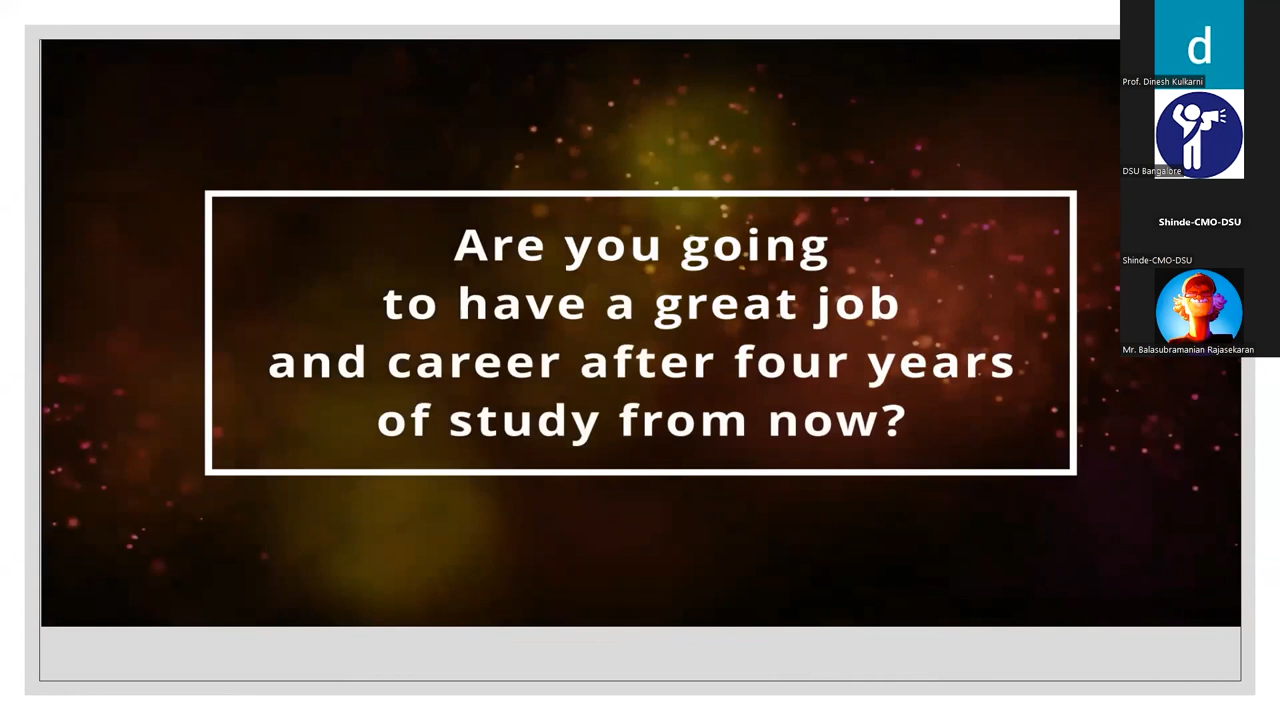 Are you going
to have a great job
and career after four years
of study from now?
d
Prof. Dinesh Kulkarni
DSU Bangalore
Shinde-CMO-DSU
Shinde-CMO-DSU
Mr. Balasubramanian Rajasekaran